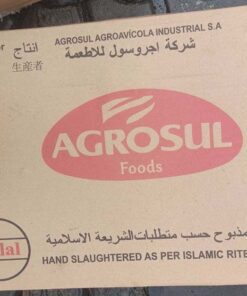 AGROSUL AGROAVÍCOLA INDUSTRIAL S.A
انتاج
شركة اجروسول للاطعمة
生産者
AGROSUL
Foods
مذبوح حسب متطلبات الشريعة الاسلامية
HAND SLAUGHTERED AS PER ISLAMIC RITE